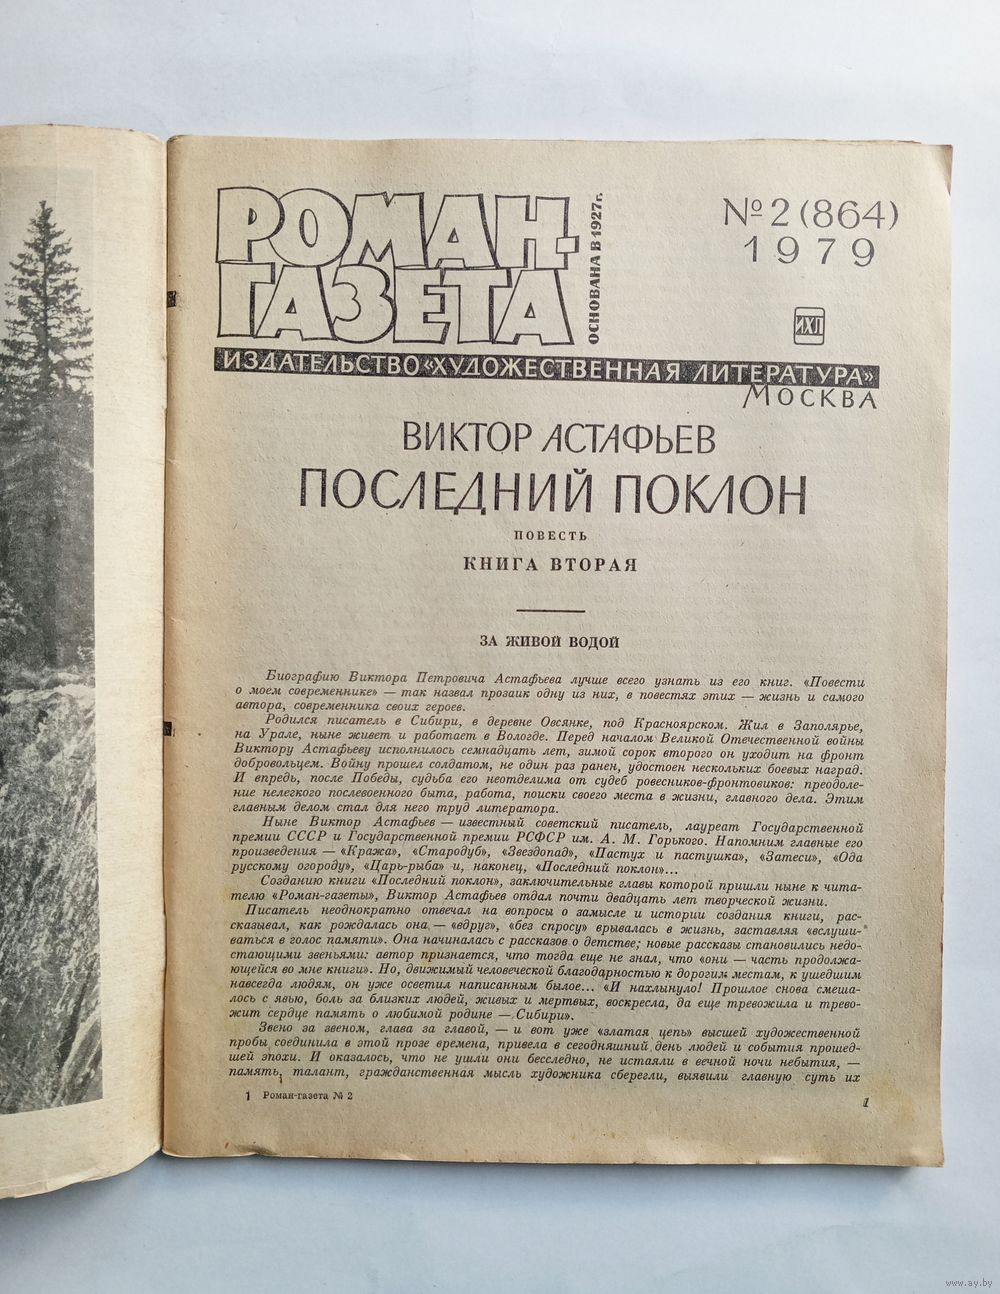 РОМАН-
ГАЗЕТА
ОСНОВАНА В 1927 г.
№ 2 (864)
1979
ИХЛ
ИЗДАТЕЛЬСТВО «ХУДОЖЕСТВЕННАЯ ЛИТЕРАТУРА»
МОСКВА
ВИКТОР АСТАФЬЕВ
ПОСЛЕДНИЙ ПОКЛОН
ПОВЕСТЬ
КНИГА ВТОРАЯ
ЗА ЖИВОЙ ВОДОЙ
Биографию Виктора Петровича Астафьева лучше всего узнать из его книг. «Повести
о моем современнике» — так назвал прозаик одну из них, в повестях этих — жизнь и самого
автора, современника своих героев.
Родился писатель в Сибири, в деревне Овсянке, под Красноярском. Жил в Заполярье,
на Урале, ныне живет и работает в Вологде. Перед началом Великой Отечественной войны
Виктору Астафьеву исполнилось семнадцать лет, зимой сорок второго он уходит на фронт
добровольцем. Войну прошел солдатом, не один раз ранен, удостоен нескольких боевых наград.
И впредь, после Победы, судьба его неотделима от судеб ровесников-фронтовиков: преодоле-
ние нелегкого послевоенного быта, работа, поиски своего места в жизни, главного дела. Этим
главным делом стал для него труд литератора.
Ныне Виктор Астафьев — известный советский писатель, лауреат Государственной
премии СССР и Государственной премии РСФСР им. А. М. Горького. Напомним главные его
произведения — «Кража», «Стародуб», «Звездопад», «Пастух и пастушка», «Затеси», «Ода
русскому огороду», «Царь-рыба» и, наконец, «Последний поклон»...
Созданию книги «Последний поклон», заключительные главы которой пришли ныне к чита-
телю «Роман-газеты», Виктор Астафьев отдал почти двадцать лет творческой жизни.
Писатель неоднократно отвечал на вопросы о замысле и истории создания книги, рас-
сказывал, как рождалась она, — «вдруг», «без спросу» врывалась в жизнь, заставляя «вслуши-
ваться в голос памяти». Она начиналась с рассказов о детстве; новые рассказы становились недо-
стающими звеньями: автор признается, что тогда еще не знал, что «они — часть продолжа-
ющейся во мне книги». Но, движимый человеческой благодарностью к дорогим местам, к ушедшим
навсегда людям, он уже осветил написанным былое... «И нахлынуло! Прошлое снова смеша-
лось с явью, боль за близких людей, живых и мертвых, воскресла, да еще тревожила и трево-
жит сердце память о любимой родине — Сибири».
Звено за звеном, глава за главой, — и вот уже «златая цепь» высшей художественной
пробы соединила в этой прозе времена, привела в сегодняшний день людей и события прошед-
шей эпохи. И оказалось, что не ушли они бесследно, не истаяли в вечной ночи небытия, —
память, талант, гражданственная мысль художника сберегли, выявили главную суть их
1 Роман-газета № 2
1
www.ay.by